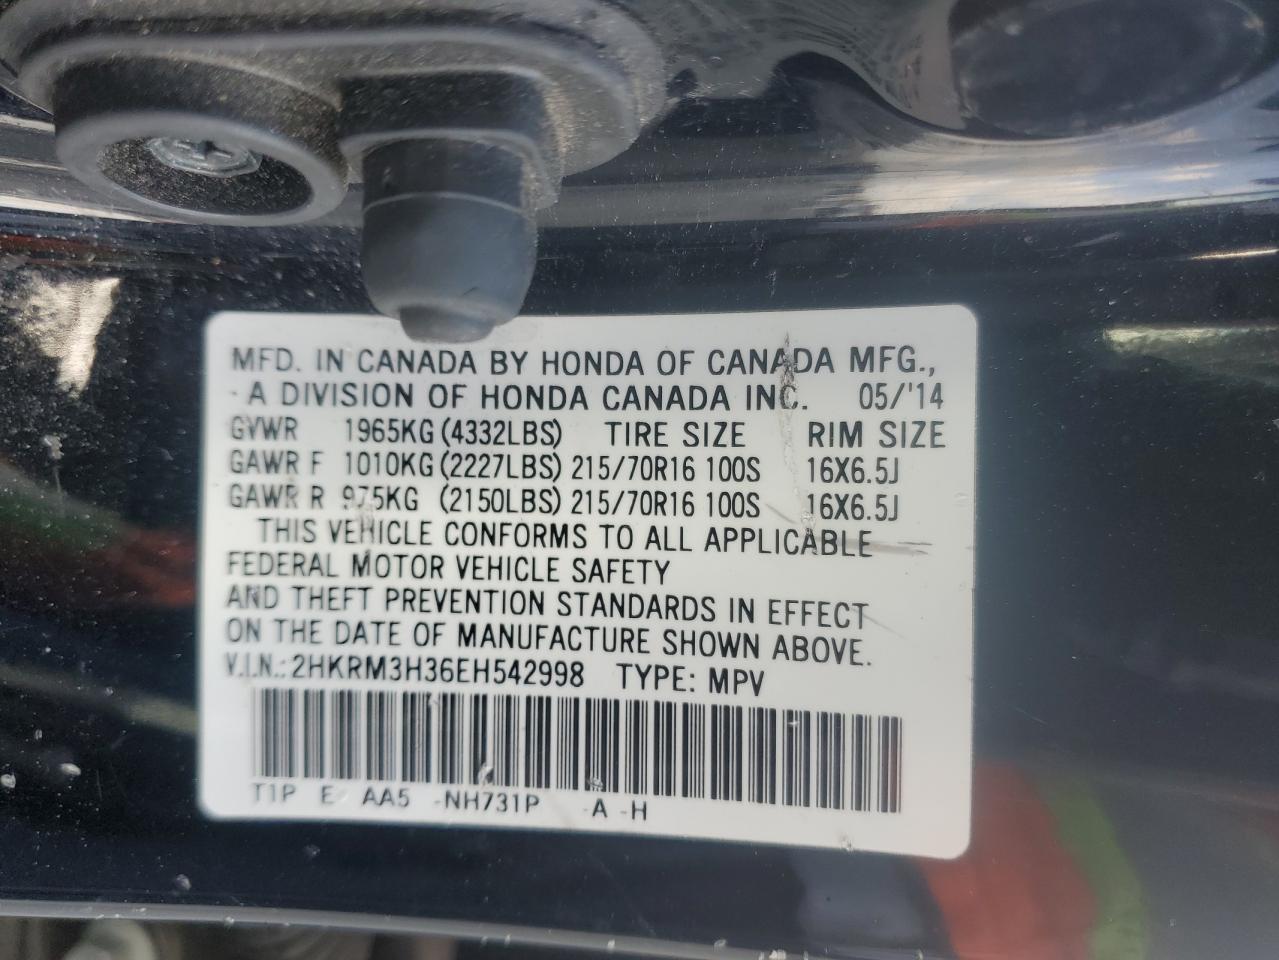 MFD. IN CANADA BY HONDA OF CANADA MFG.,
A DIVISION OF HONDA CANADA INC. 05/'14
GVWR 1965KG (4332LBS) TIRE SIZE RIM SIZE
GAWR F 1010KG (2227LBS) 215/70R16 100S 16X6.5J
GAWR R 975KG (2150LBS) 215/70R16 100S 16X6.5J
THIS VEHICLE CONFORMS TO ALL APPLICABLE
FEDERAL MOTOR VEHICLE SAFETY
AND THEFT PREVENTION STANDARDS IN EFFECT
ON THE DATE OF MANUFACTURE SHOWN ABOVE.
V.I.N.: 2HKRM3H36EH542998 TYPE: MPV
T1P E AA5 -NH731P -A -H